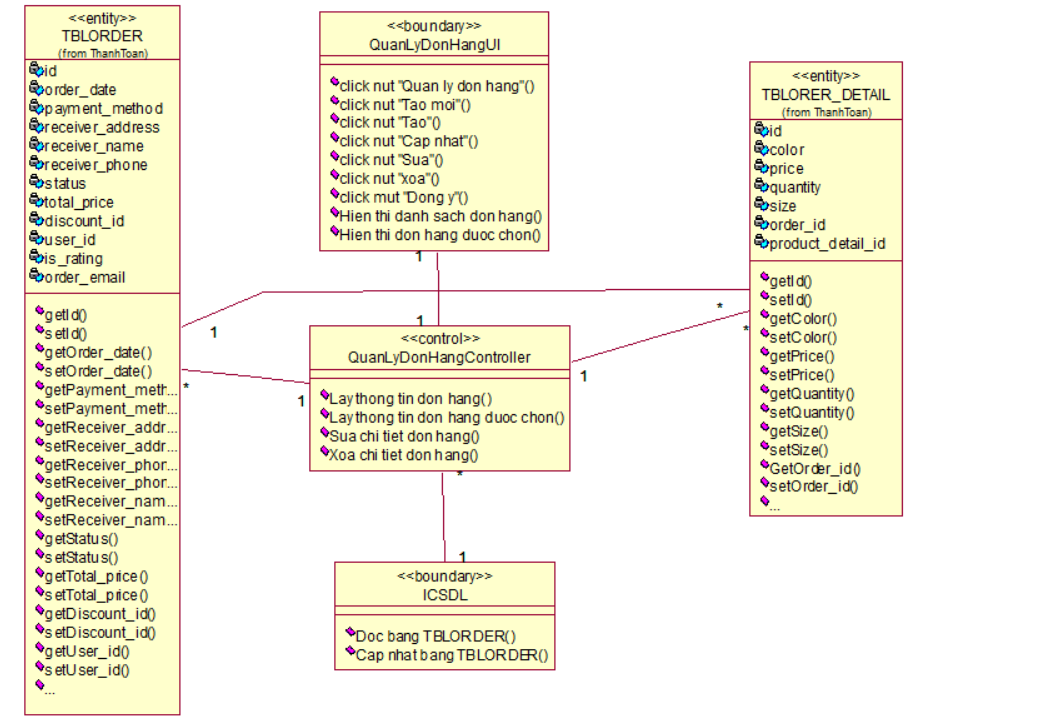 <<entity>>
TBLORDER
(from ThanhToan)
id
order_date
payment_method
receiver_address
receiver_name
receiver_phone
status
total_price
discount_id
user_id
is_rating
order_email
getId()
setId()
getOrder_date()
setOrder_date()
getPayment_meth...
setPayment_meth...
getReceiver_addr...
setReceiver_addr...
getReceiver_phor...
setReceiver_phor...
getReceiver_nam...
setReceiver_nam...
getStatus()
setStatus()
getTotal_price()
setTotal_price()
getDiscount_id()
setDiscount_id()
getUser_id()
setUser_id()
...
<<boundary>>
QuanLyDonHangUI
click nut "Quan ly don hang"()
click nut "Tao moi"()
click nut "Tao"()
click nut "Cap nhat"()
click nut "Sua"()
click nut "xoa"()
click mut "Dong y"()
Hien thi danh sach don hang()
Hien thi don hang duoc chon()
1
1
<<control>>
QuanLyDonHangController
Lay thong tin don hang()
Lay thong tin don hang duoc chon()
Sua chi tiet don hang()
Xoa chi tiet don hang()
1
*
1
*
1
*
*
1
<<boundary>>
ICSDL
Doc bang TBLORDER()
Cap nhat bang TBLORDER()
<<entity>>
TBLORER_DETAIL
(from ThanhToan)
id
color
price
quantity
size
order_id
product_detail_id
getId()
setId()
getColor()
setColor()
getPrice()
setPrice()
getQuantity()
setQuantity()
getSize()
setSize()
GetOrder_id()
setOrder_id()
...